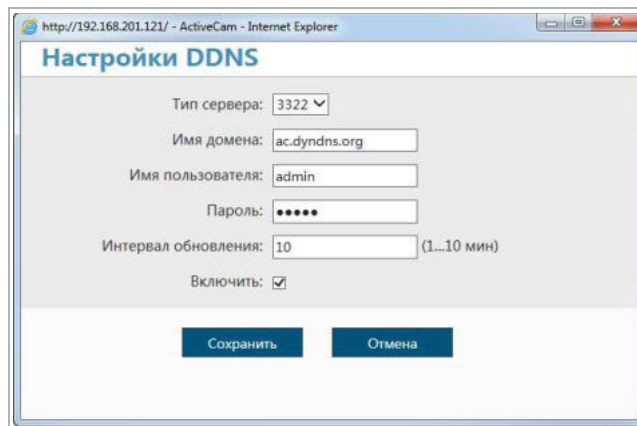 http://192.168.201.121/ - ActiveCam - Internet Explorer
Настройки DDNS
Тип сервера: 3322
Имя домена: ac.dyndns.org
Имя пользователя: admin
Пароль: •••••
Интервал обновления: 10 (1...10 мин)
Включить:
Сохранить Отмена